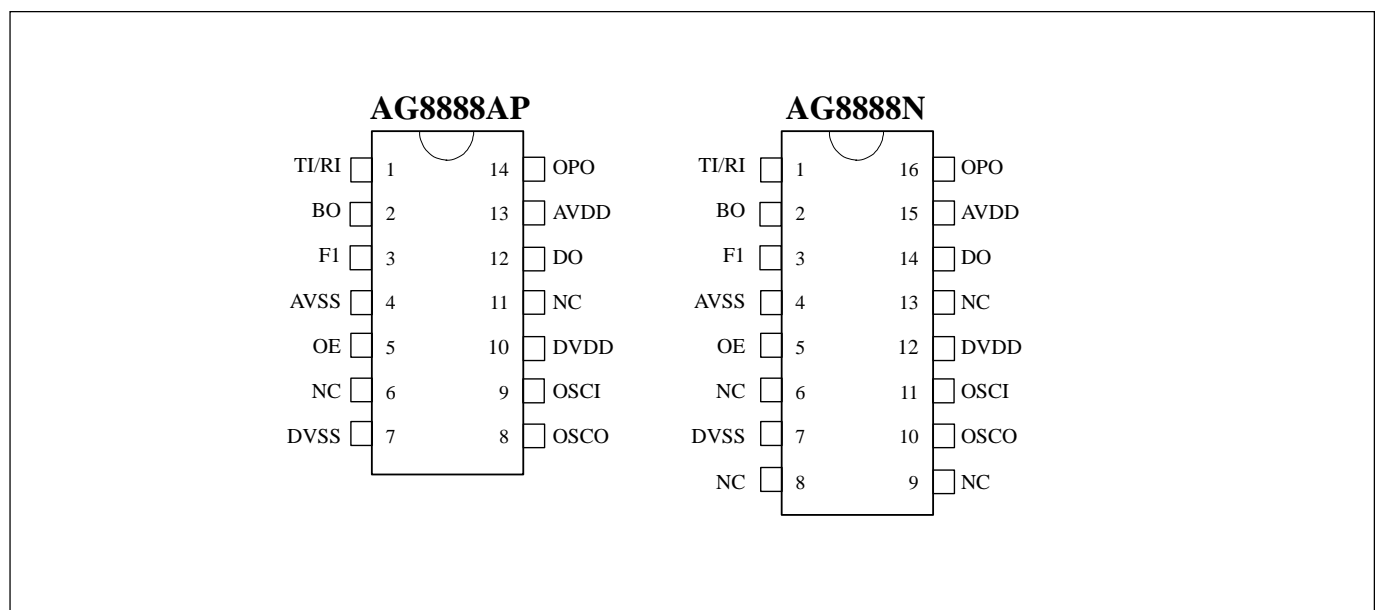 AG8888AP AG8888N
TI/RI 1 14 OPO TI/RI 1 16 OPO
BO 2 13 AVDD BO 2 15 AVDD
F1 3 12 DO F1 3 14 DO
AVSS 4 11 NC AVSS 4 13 NC
OE 5 10 DVDD OE 5 12 DVDD
NC 6 9 OSCI NC 6 11 OSCI
DVSS 7 8 OSCO DVSS 7 10 OSCO
NC 8 9 NC